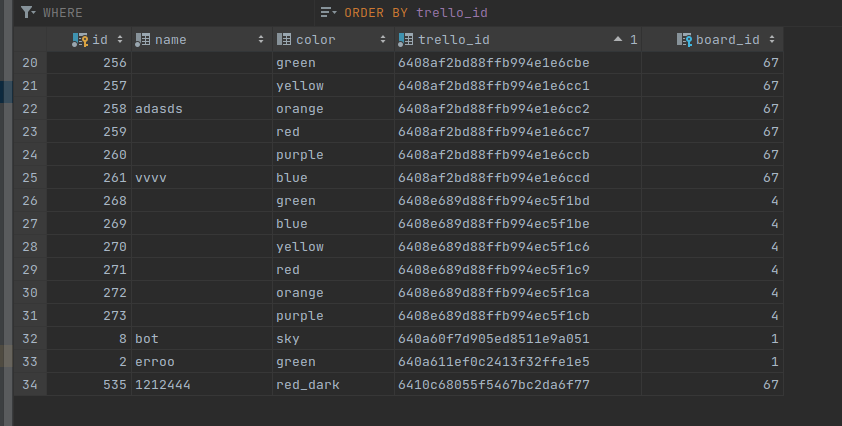 WHERE ORDER BY trello_id
id name color trello_id 1 board_id
20 256 green 6408af2bd88ffb994e1e6cbe 67
21 257 yellow 6408af2bd88ffb994e1e6cc1 67
22 258 adasds orange 6408af2bd88ffb994e1e6cc2 67
23 259 red 6408af2bd88ffb994e1e6cc7 67
24 260 purple 6408af2bd88ffb994e1e6ccb 67
25 261 vvvv blue 6408af2bd88ffb994e1e6ccd 67
26 268 green 6408e689d88ffb994ec5f1bd 4
27 269 blue 6408e689d88ffb994ec5f1be 4
28 270 yellow 6408e689d88ffb994ec5f1c6 4
29 271 red 6408e689d88ffb994ec5f1c9 4
30 272 orange 6408e689d88ffb994ec5f1ca 4
31 273 purple 6408e689d88ffb994ec5f1cb 4
32 8 bot sky 640a60f7d905ed8511e9a051 1
33 2 erroo green 640a611ef0c2413f32ffe1e5 1
34 535 1212444 red_dark 6410c68055f5467bc2da6f77 67